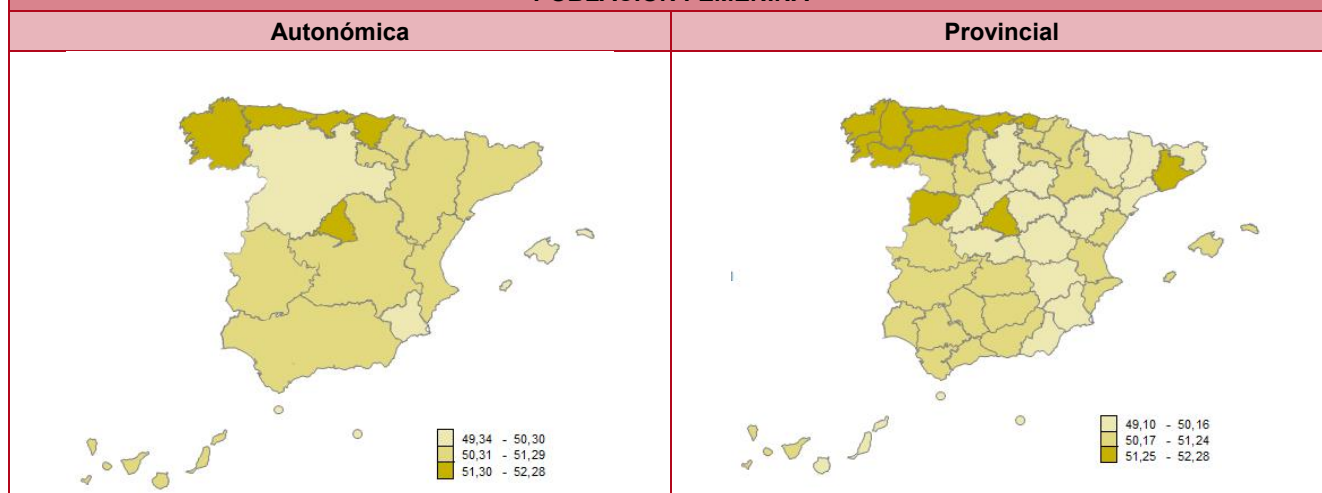 Autonómica
Provincial
49,34 - 50,30
50,31 - 51,29
51,30 - 52,28
49,10 - 50,16
50,17 - 51,24
51,25 - 52,28